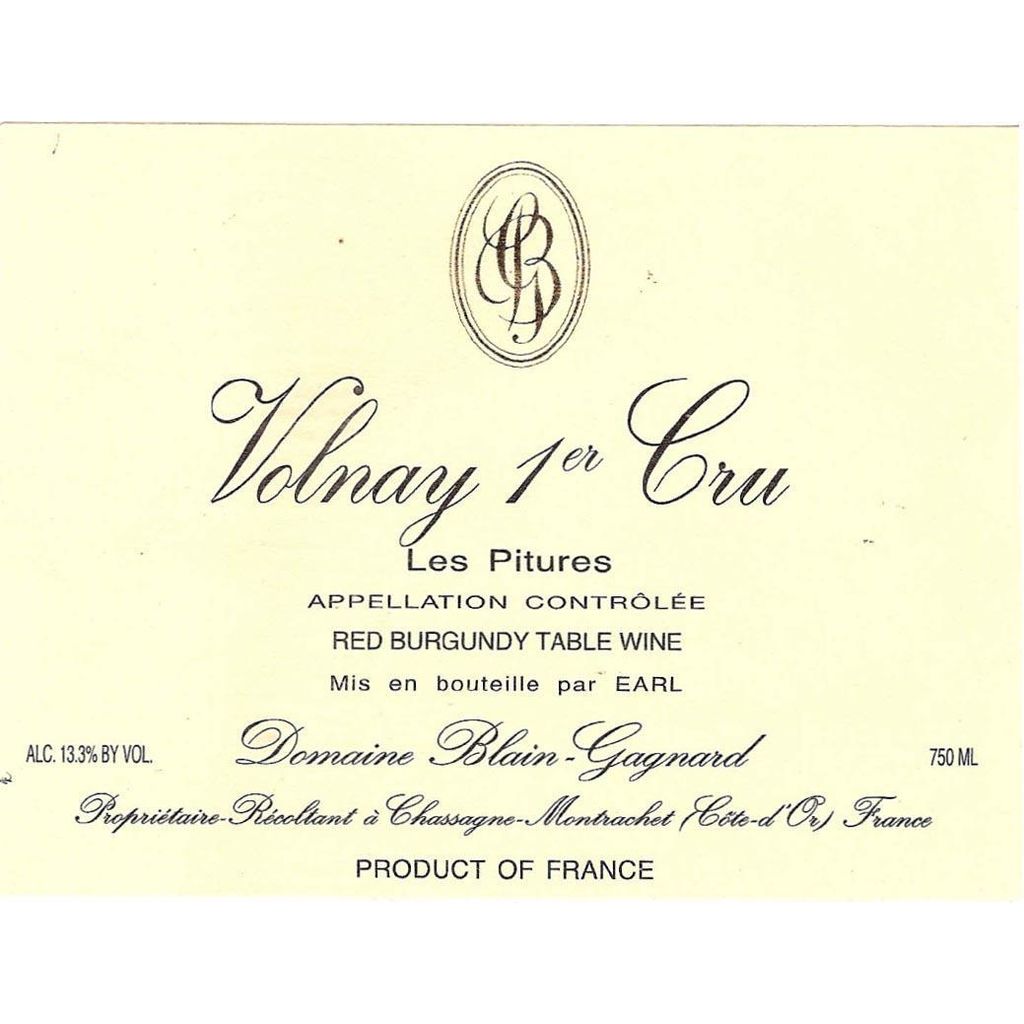 Volnay 1er Cru
Les Pitures
APPELLATION CONTRÔLÉE
RED BURGUNDY TABLE WINE
Mis en bouteille par EARL
ALC. 13.3% BY VOL. Domaine Blain-Gagnard 750 ML
Propriétaire-Récoltant à Chassagne-Montrachet (Côte-d'Or) France
PRODUCT OF FRANCE